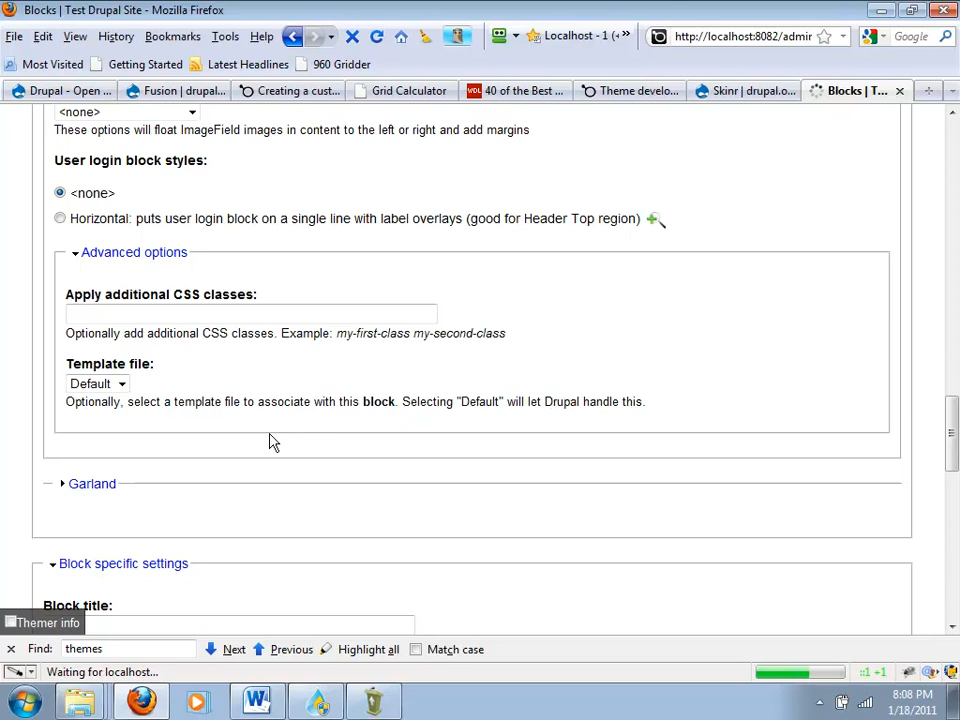 Blocks | Test Drupal Site - Mozilla Firefox
File Edit View History Bookmarks Tools Help Localhost - 1 ( http://localhost:8082/admir Google
Most Visited Getting Started Latest Headlines 960 Gridder
Drupal - Open ... Fusion | drupal... Creating a cust... Grid Calculator 40 of the Best ... Theme develo... Skinr | drupal.o... Blocks | T...
<none>
These options will float ImageField images in content to the left or right and add margins
User login block styles:
<none>
Horizontal: puts user login block on a single line with label overlays (good for Header Top region)
Advanced options
Apply additional CSS classes:
Optionally add additional CSS classes. Example: my-first-class my-second-class
Template file:
Default
Optionally, select a template file to associate with this block. Selecting "Default" will let Drupal handle this.
Garland
Block specific settings
Block title:
Themer info
Find: themes Next Previous Highlight all Match case
Waiting for localhost... ::1 +1
8:08 PM
1/18/2011